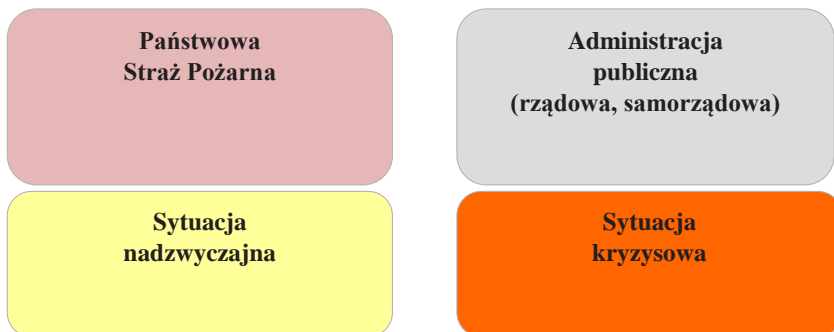 Państwowa
Straż Pożarna
Administracja
publiczna
(rządowa, samorządowa)
Sytuacja
nadzwyczajna
Sytuacja
kryzysowa